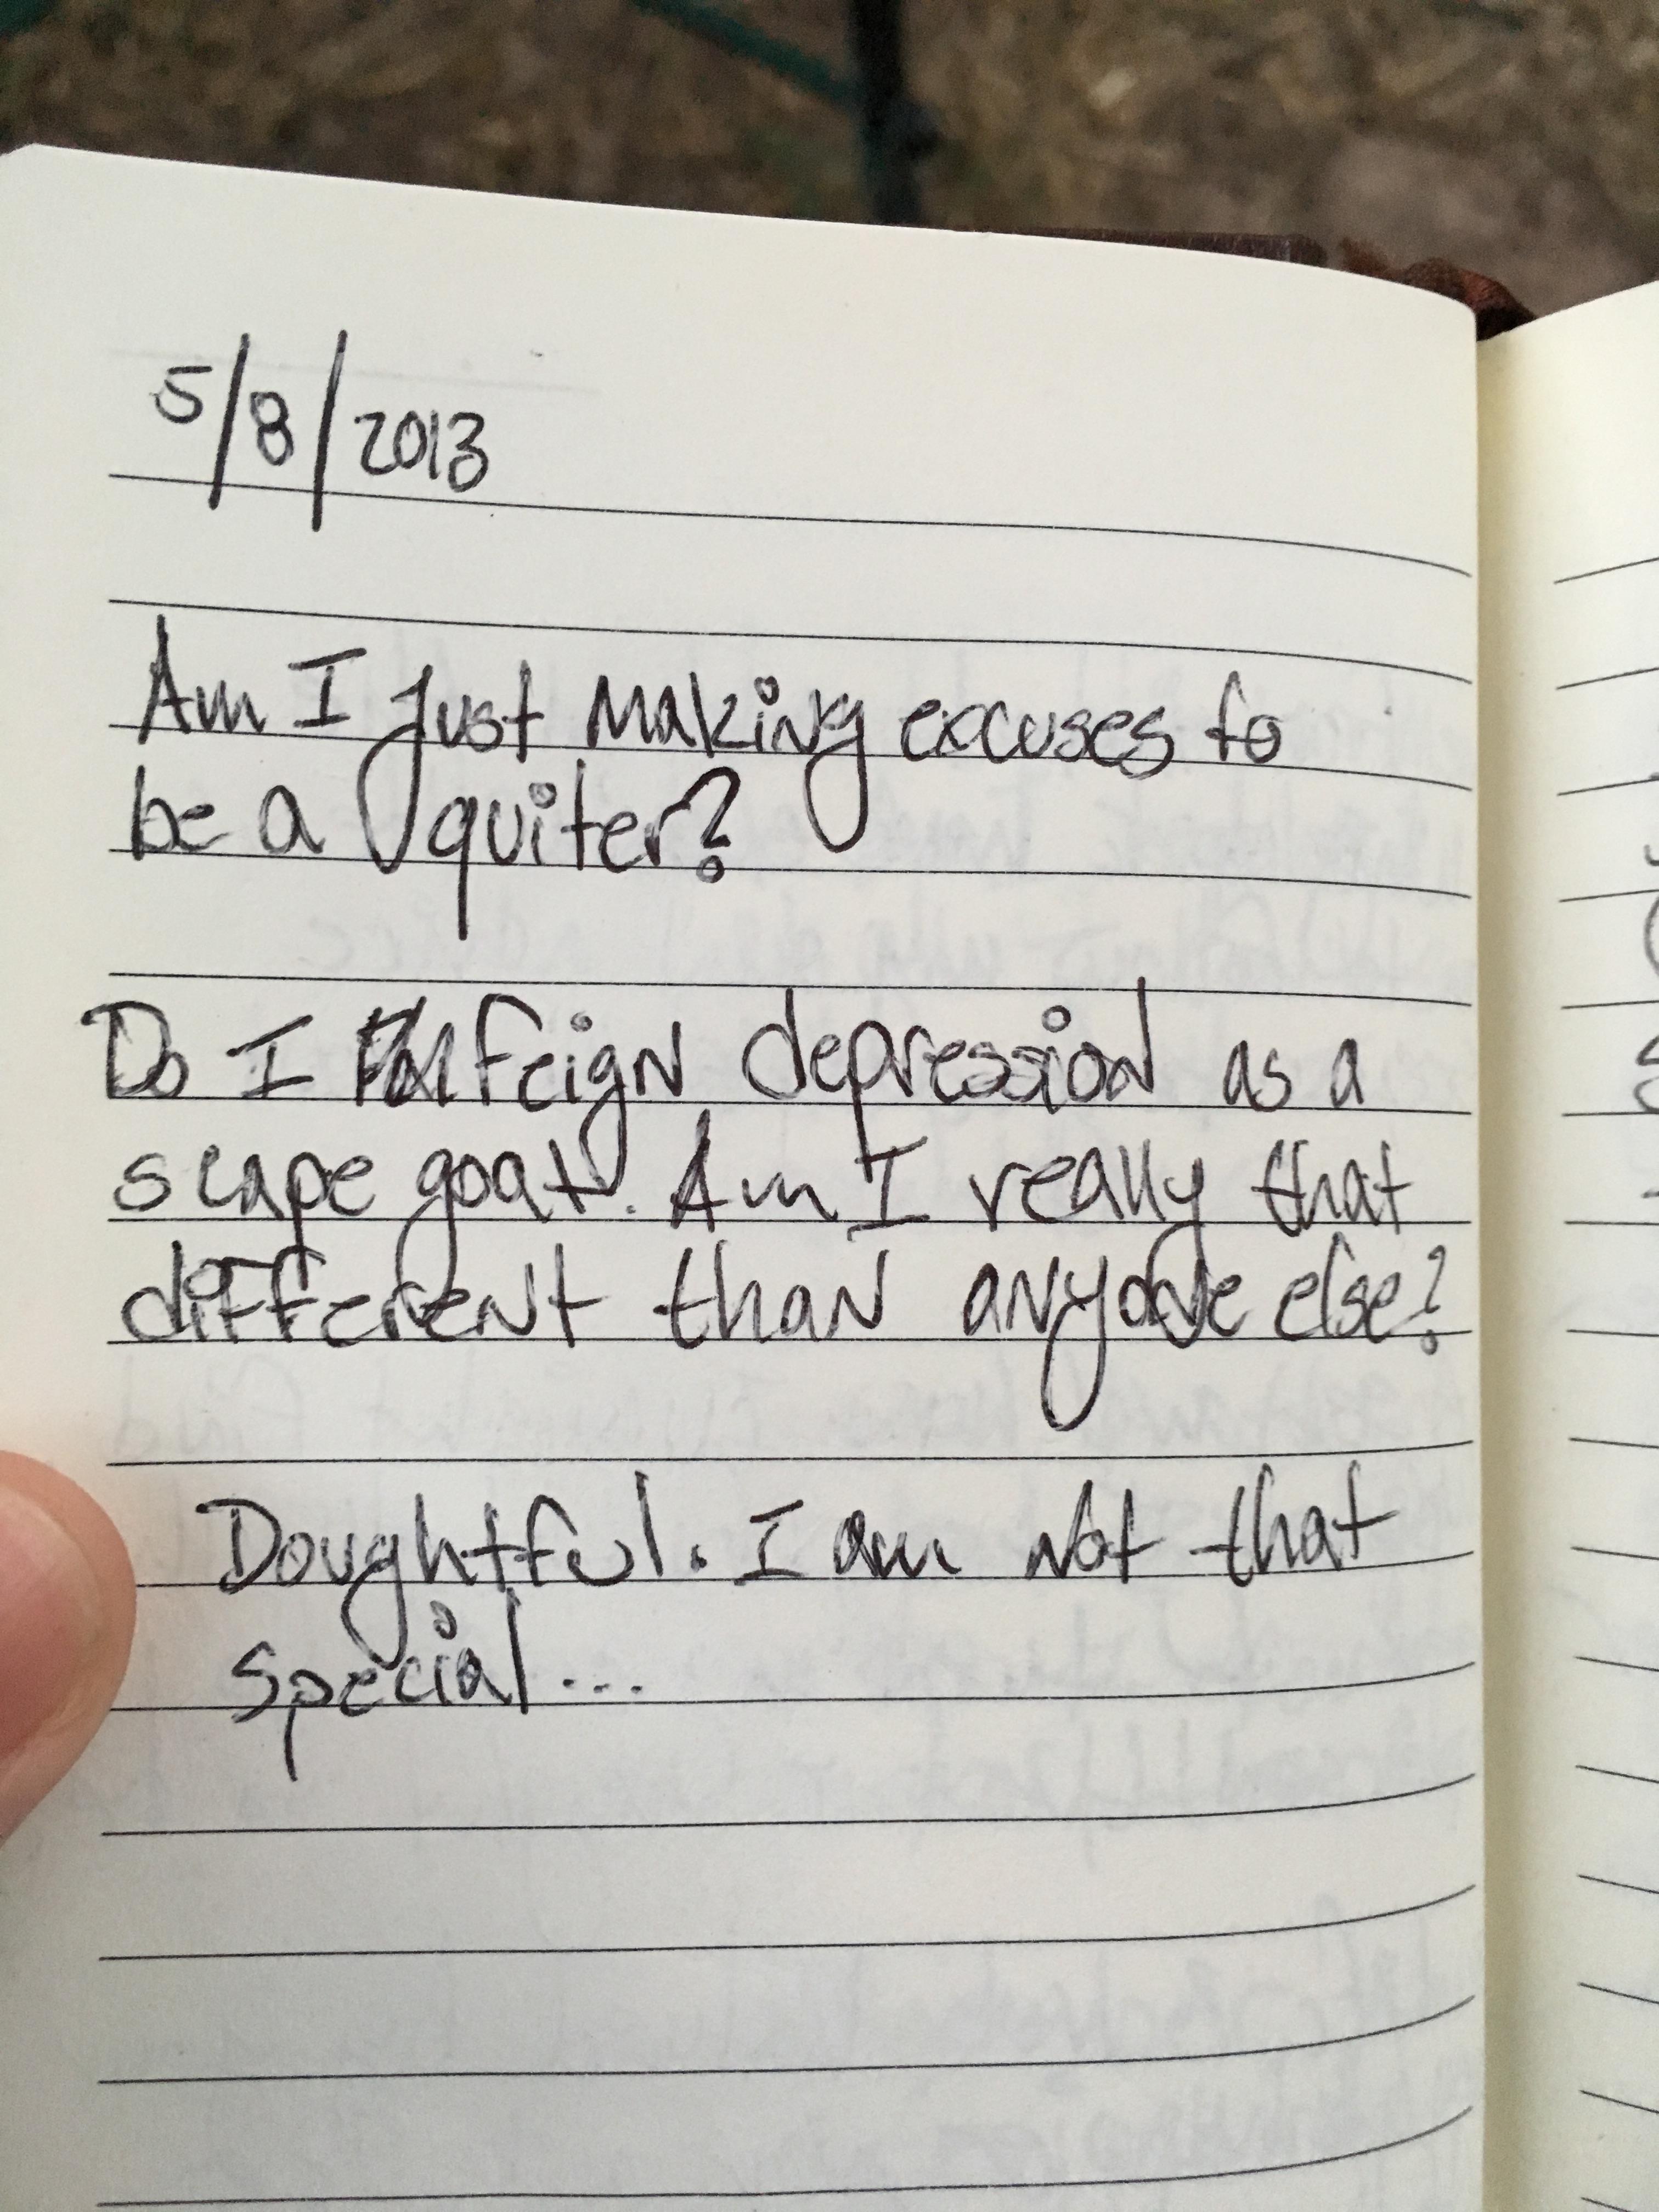 5/8/2013
Am I just making excuses to
be a quiter?
Do I feign depression as a
scape goat. Am I really that
different than anyone else?
Doughtful. I am not that
special...